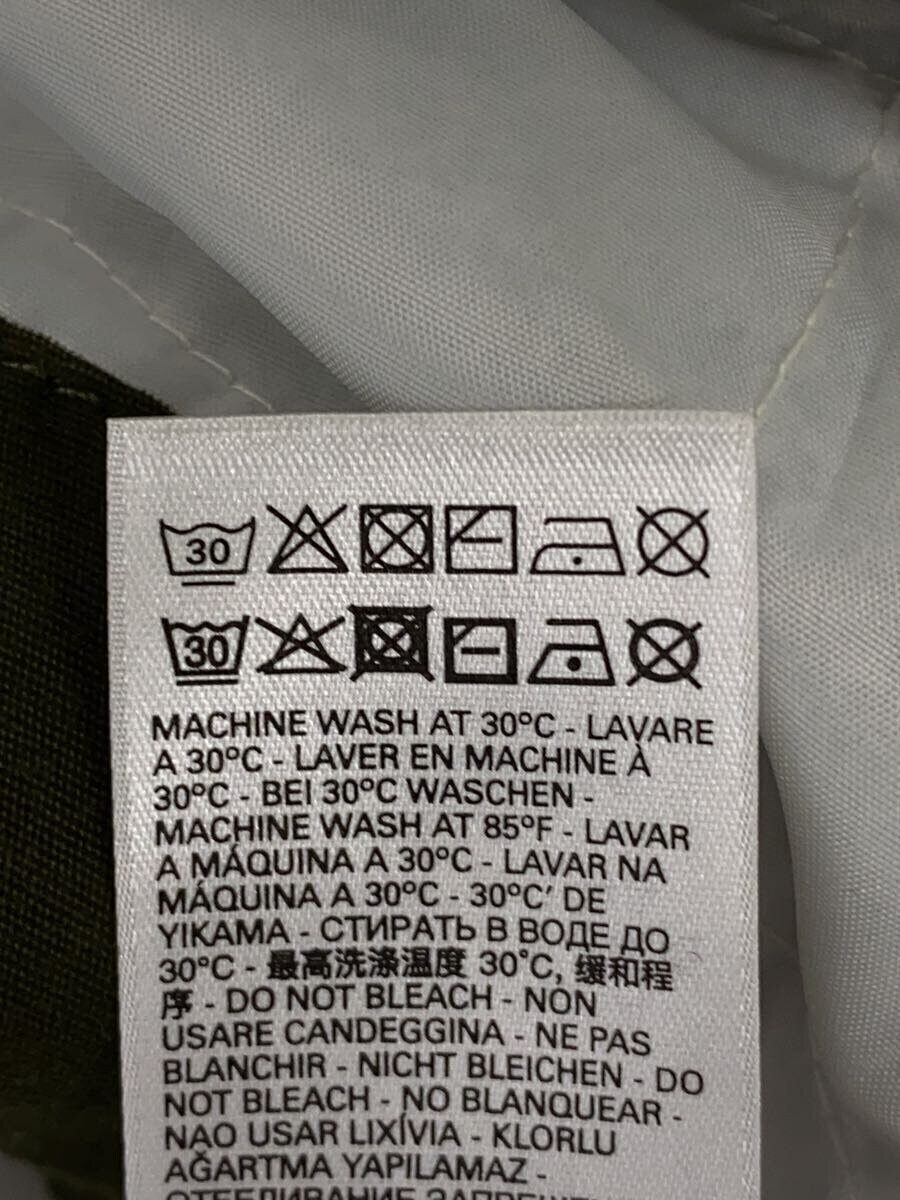 30
30
MACHINE WASH AT 30°C - LAVARE
A 30°C - LAVER EN MACHINE À
30°C - BEI 30°C WASCHEN -
MACHINE WASH AT 85°F - LAVAR
A MÁQUINA A 30°C - LAVAR NA
MÁQUINA A 30°C - 30°C' DE
YIKAMA - СТИРАТЬ В ВОДЕ ДО
30°C - 最高洗涤温度 30°C, 缓和程
序 - DO NOT BLEACH - NON
USARE CANDEGGINA - NE PAS
BLANCHIR - NICHT BLEICHEN - DO
NOT BLEACH - NO BLANQUEAR -
NAO USAR LIXÍVIA - KLORLU
AĞARTMA YAPILAMAZ -
ОТБЕЛИВАНИЕ